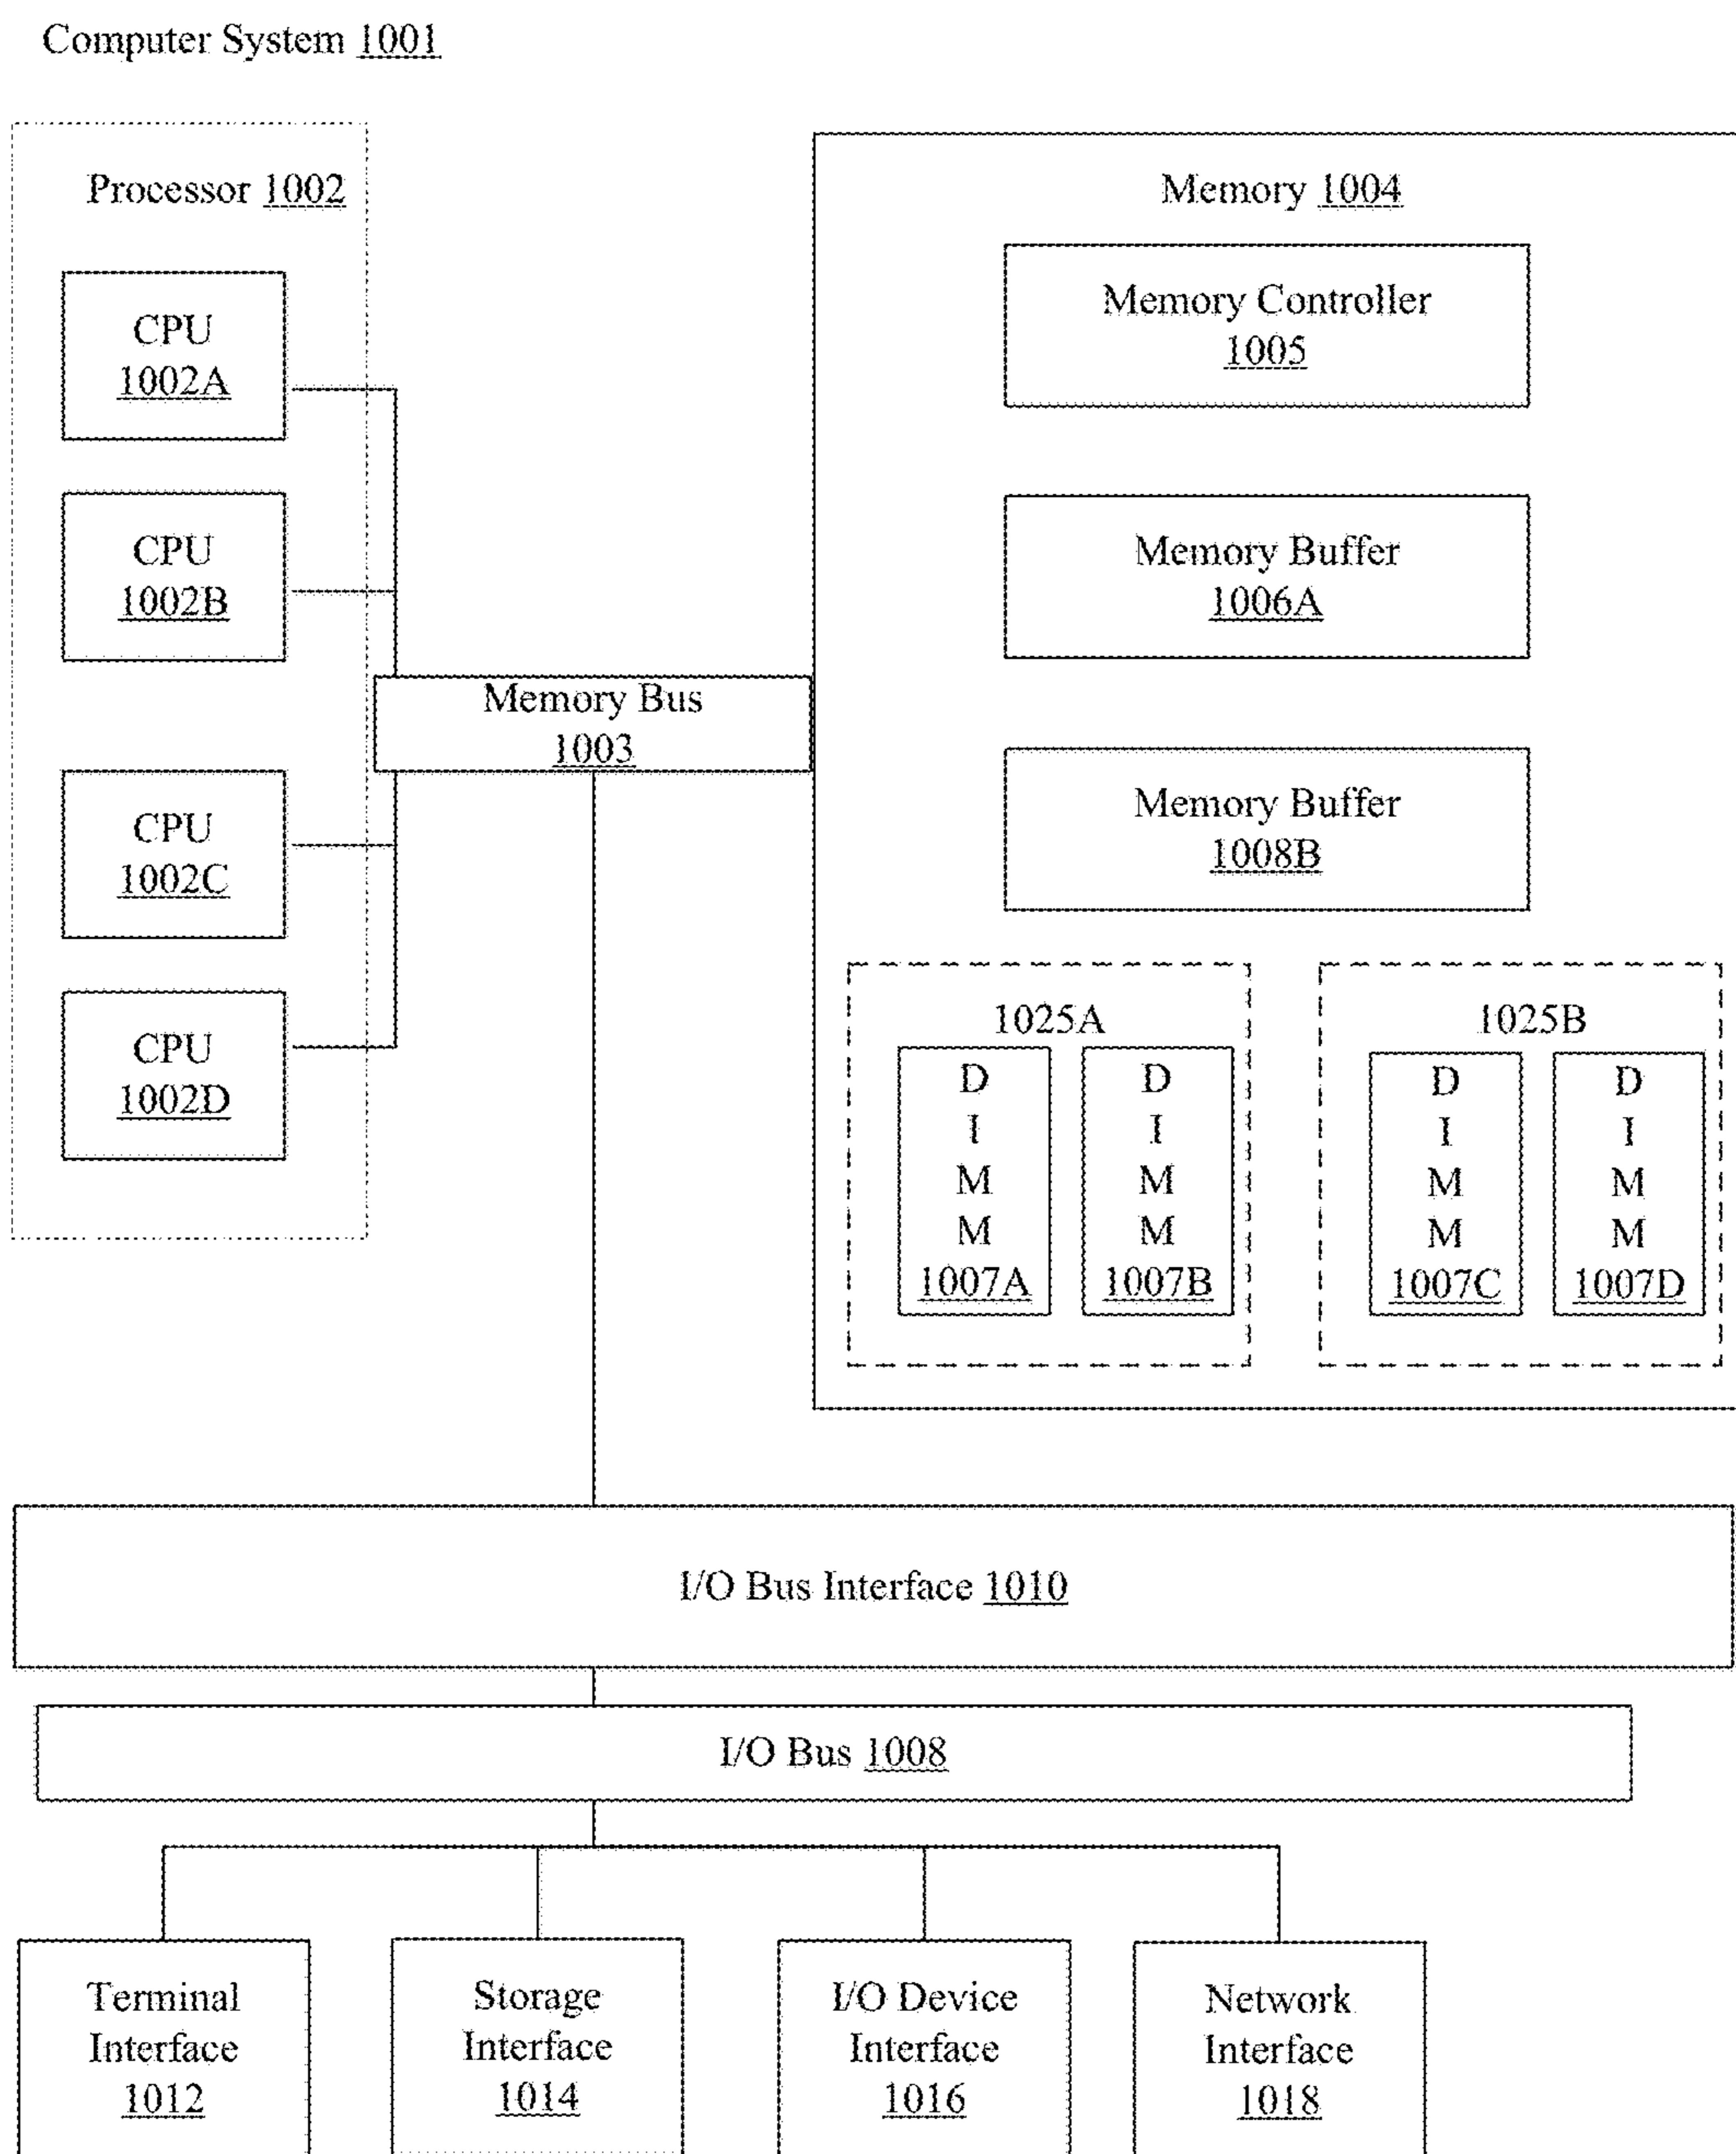 Computer System 1001
Processor 1002
CPU
1002A
CPU
1002B
CPU
1002C
CPU
1002D
Memory Bus
1003
Memory 1004
Memory Controller
1005
Memory Buffer
1006A
Memory Buffer
1008B
1025A
D
I
M
M
1007A
D
I
M
M
1007B
1025B
D
I
M
M
1007C
D
I
M
M
1007D
I/O Bus Interface 1010
I/O Bus 1008
Terminal
Interface
1012
Storage
Interface
1014
I/O Device
Interface
1016
Network
Interface
1018